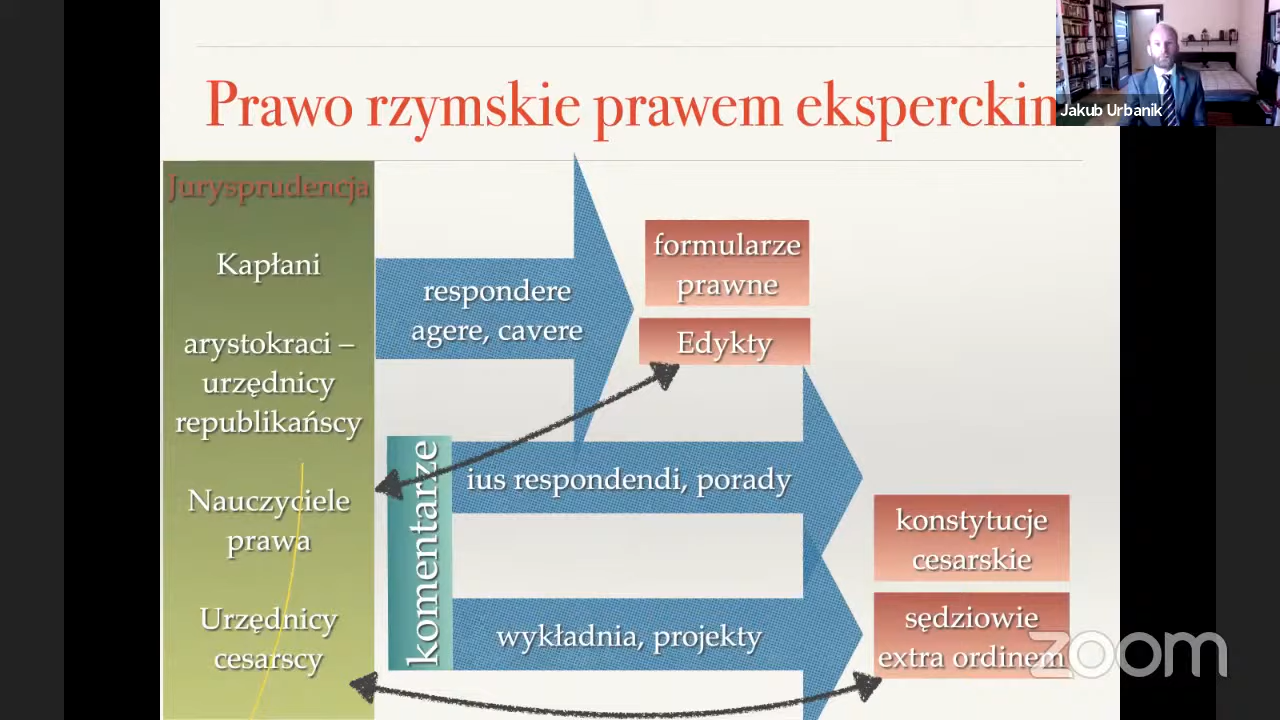 Prawo rzymskie prawem eksperckim
Jakub Urbanik
Jurysprudencja
Kapłani
arystokraci –
urzędnicy
republikańscy
Nauczyciele
prawa
Urzędnicy
cesarscy
respondere
agere, cavere
formularze
prawne
Edykty
komentarze
ius respondendi, porady
wykładnia, projekty
konstytucje
cesarskie
sędziowie
extra ordinem
zoom